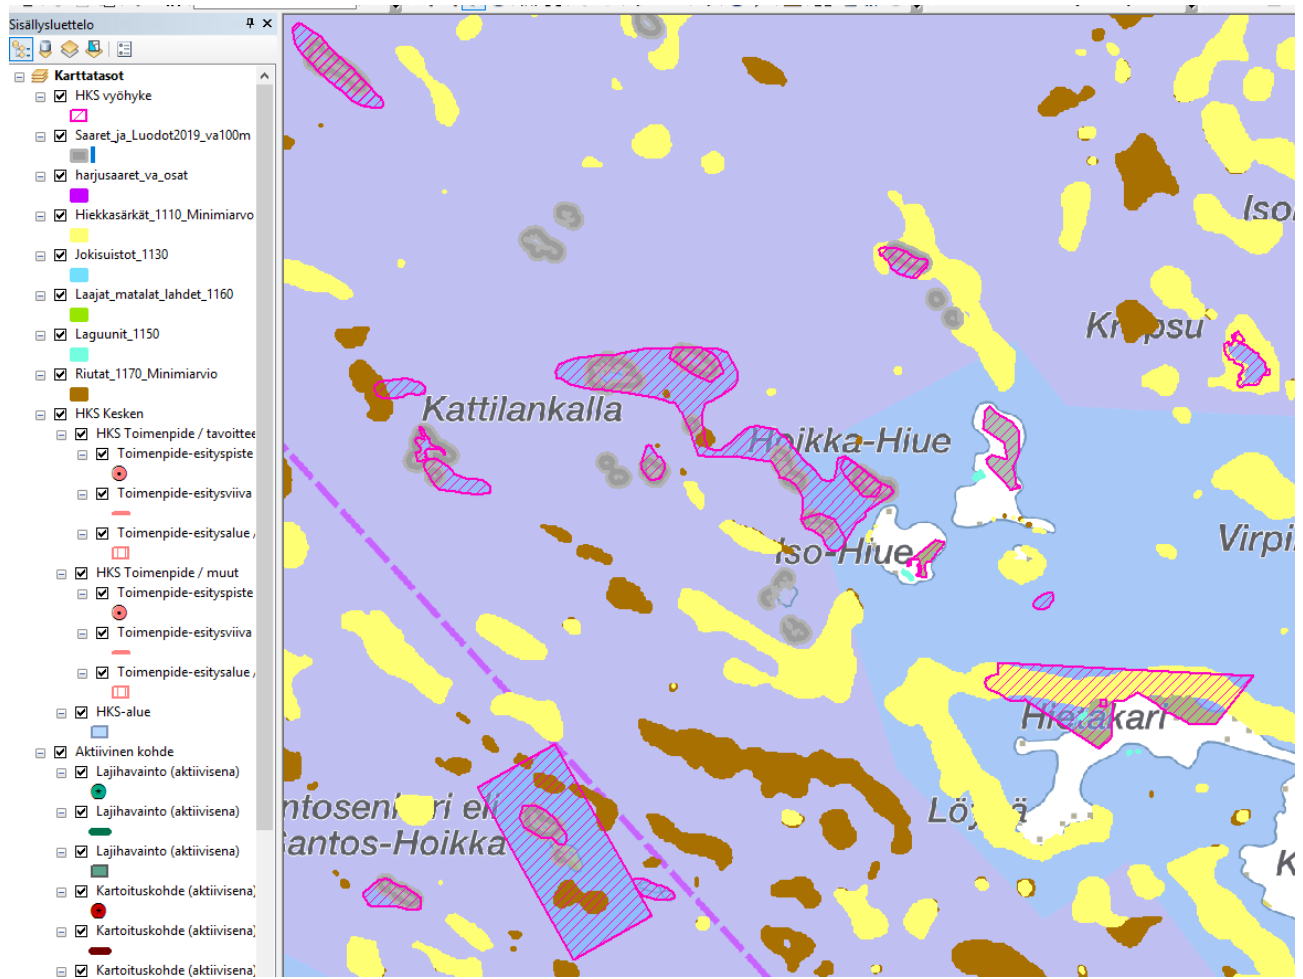 Sisällysluettelo
Karttatasot
HKS vyöhyke
Saaret_ja_Luodot2019_va100m
harjusaaret_va_osat
Hiekkasärkät_1110_Minimiarvo
Jokisuistot_1130
Laajat_matalat_lahdet_1160
Laguunit_1150
Riutat_1170_Minimiarvio
HKS Kesken
HKS Toimenpide / tavoittee
Toimenpide-esityspiste
Toimenpide-esitysviiva
Toimenpide-esitysalue /
HKS Toimenpide / muut
Toimenpide-esityspiste
Toimenpide-esitysviiva
Toimenpide-esitysalue /
HKS-alue
Aktiivinen kohde
Lajihavainto (aktiivisena)
Lajihavainto (aktiivisena)
Lajihavainto (aktiivisena)
Kartoituskohde (aktiivisena)
Kartoituskohde (aktiivisena)
Kartoituskohde (aktiivisena)
Iso
Kattilankalla
Hoikka-Hiue
Iso-Hiue
Virpi
Hietakari
eli
antos-Hoikka
K